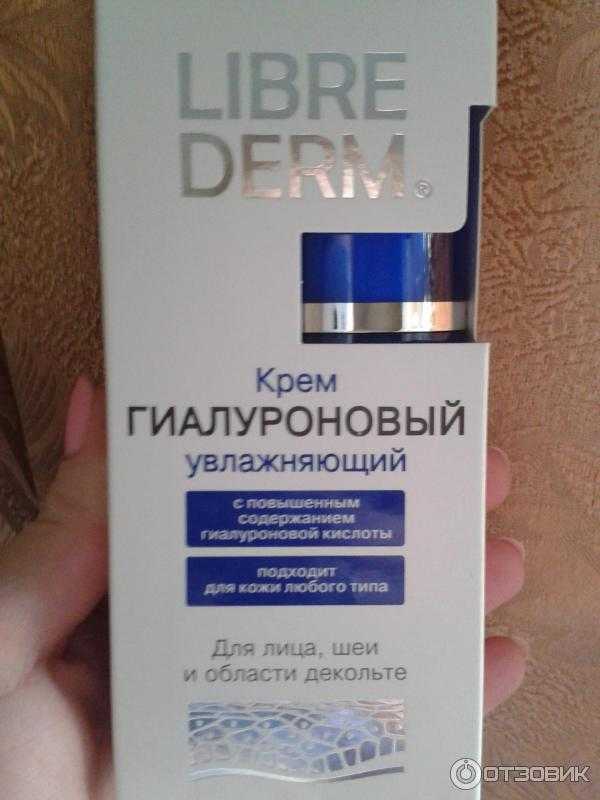 LIBRE
DERM®
Крем
ГИАЛУРОНОВЫЙ
увлажняющий
с повышенным
содержанием
гиалуроновой кислоты
подходит
для кожи любого типа
Для лица, шеи
и области декольте
ОТЗОВИК